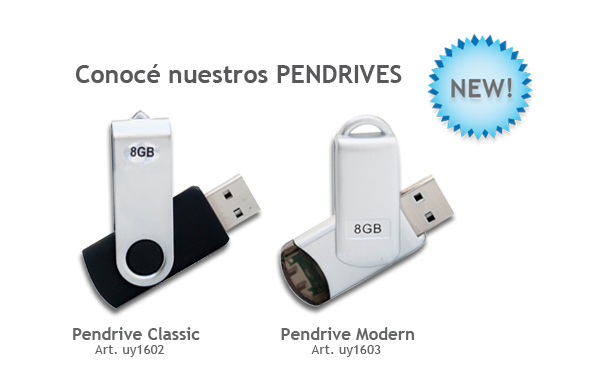 Conocé nuestros PENDRIVES
NEW!
8GB
8GB
Pendrive Classic
Art. uy1602
Pendrive Modern
Art. uy1603